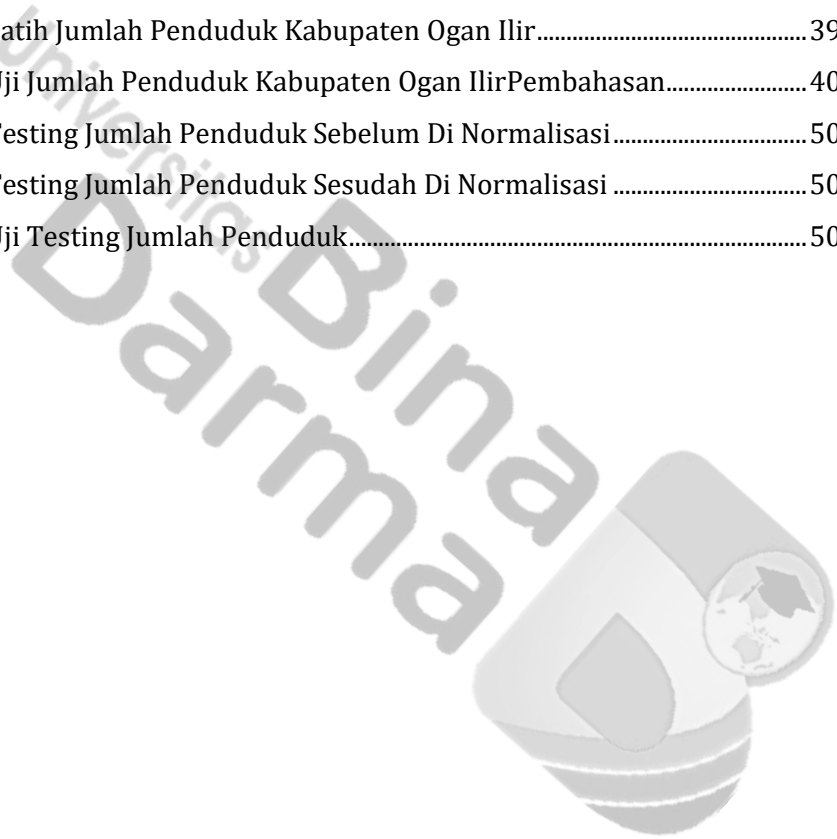 atih Jumlah Penduduk Kabupaten Ogan Ilir 39
Uji Jumlah Penduduk Kabupaten Ogan IlirPembahasan 40
Testing Jumlah Penduduk Sebelum Di Normalisasi 50
Testing Jumlah Penduduk Sesudah Di Normalisasi 50
Uji Testing Jumlah Penduduk 50
Universitas
Bina
Darma